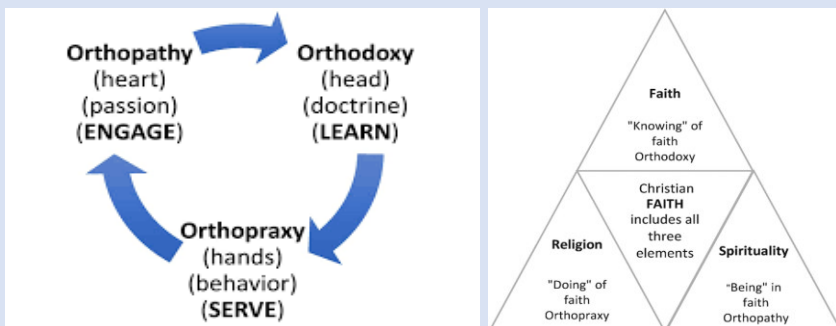 Orthopathy
(heart)
(passion)
(ENGAGE)
Orthodoxy
(head)
(doctrine)
(LEARN)
Orthopraxy
(hands)
(behavior)
(SERVE)
Faith
"Knowing" of
faith
Orthodoxy
Christian
FAITH
includes all
three
elements
Religion
"Doing" of
faith
Orthopraxy
Spirituality
"Being" in
faith
Orthopathy